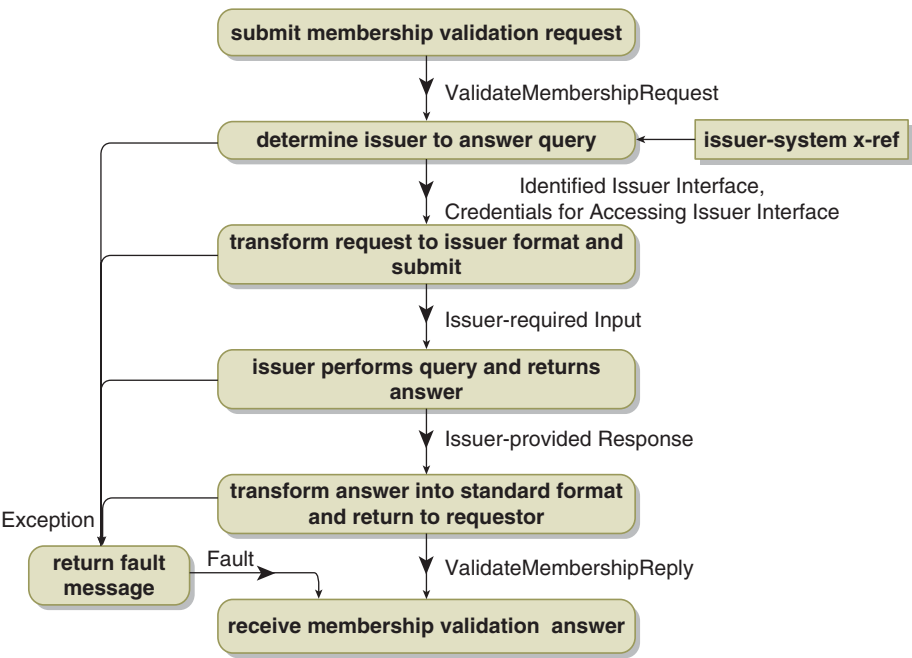 submit membership validation request
ValidateMembershipRequest
determine issuer to answer query
issuer-system x-ref
Identified Issuer Interface,
Credentials for Accessing Issuer Interface
transform request to issuer format and
submit
Issuer-required Input
issuer performs query and returns
answer
Issuer-provided Response
transform answer into standard format
and return to requestor
Exception
return fault
message
Fault
ValidateMembershipReply
receive membership validation answer